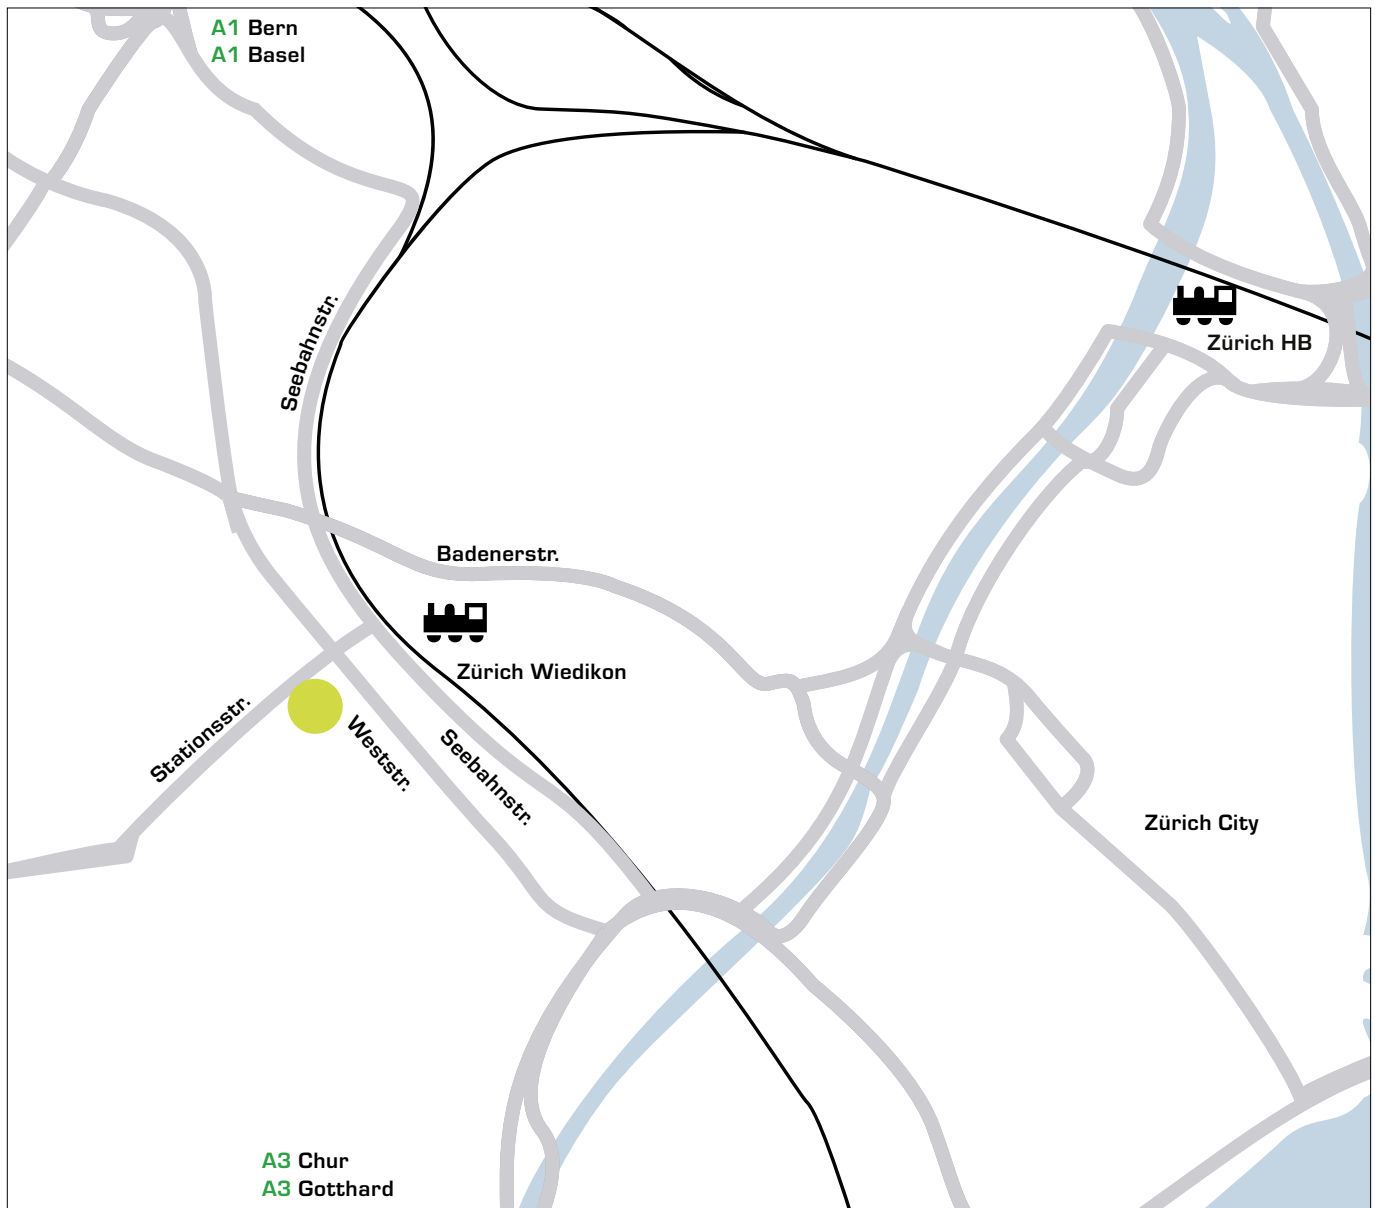 A1 Bern
A1 Basel
Seebahnstr.
Zürich HB
Badenerstr.
Zürich Wiedikon
Stationsstr.
Weststr.
Seebahnstr.
Zürich City
A3 Chur
A3 Gotthard